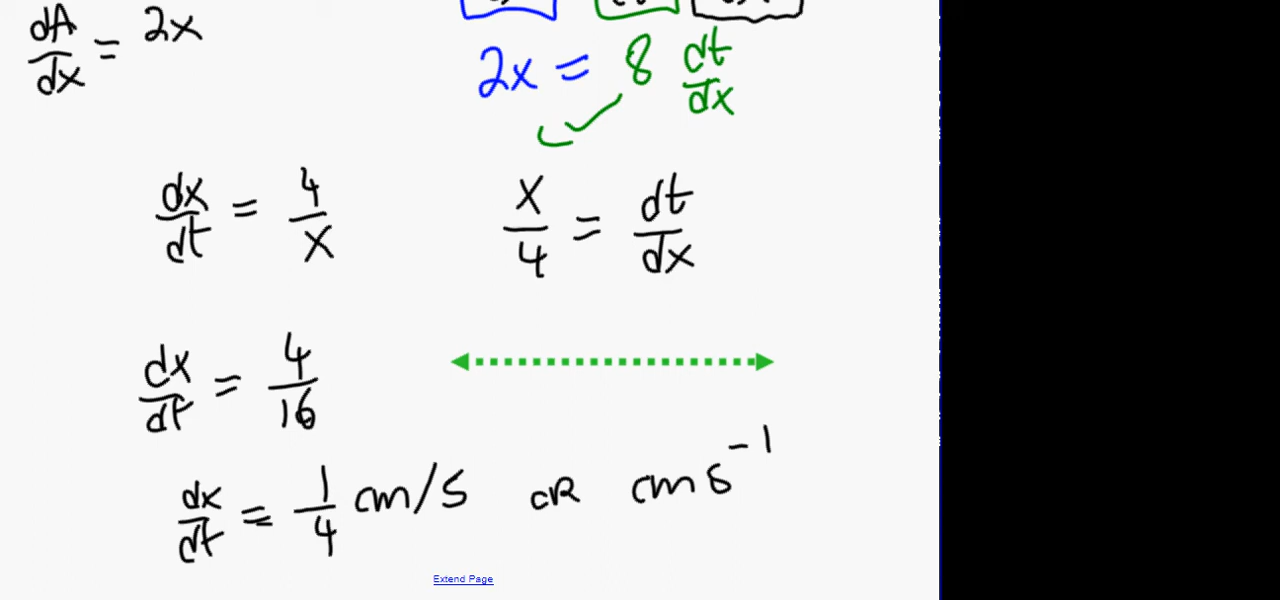 dA/dx = 2x
2x = 8 dt/dx
dx/dt = 4/x
x/4 = dt/dx
dx/dt = 4/16
dx/dt = 1/4 cm/s OR cms⁻¹
Extend Page